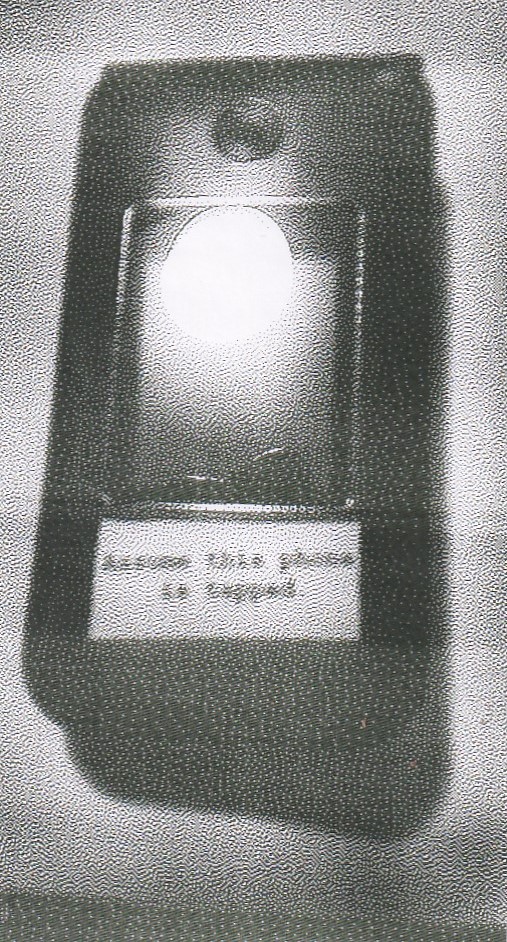 Assume this phone
is tapped.